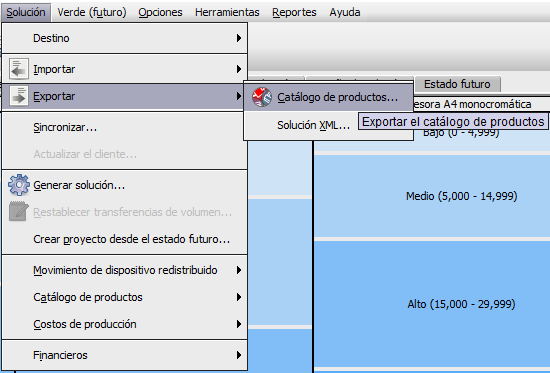 Solución Verde (futuro) Opciones Herramientas Reportes Ayuda
Destino
Importar
Exportar
Sincronizar...
Actualizar el cliente...
Generar solución...
Restablecer transferencias de volumen...
Crear proyecto desde el estado futuro...
Movimiento de dispositivo redistribuido
Catálogo de productos
Costos de producción
Financieros
Catálogo de productos...
Solución XML...
Exportar el catálogo de productos
Estado futuro
A4 monocromática
Bajo (0 - 4,999)
Medio (5,000 - 14,999)
Alto (15,000 - 29,999)